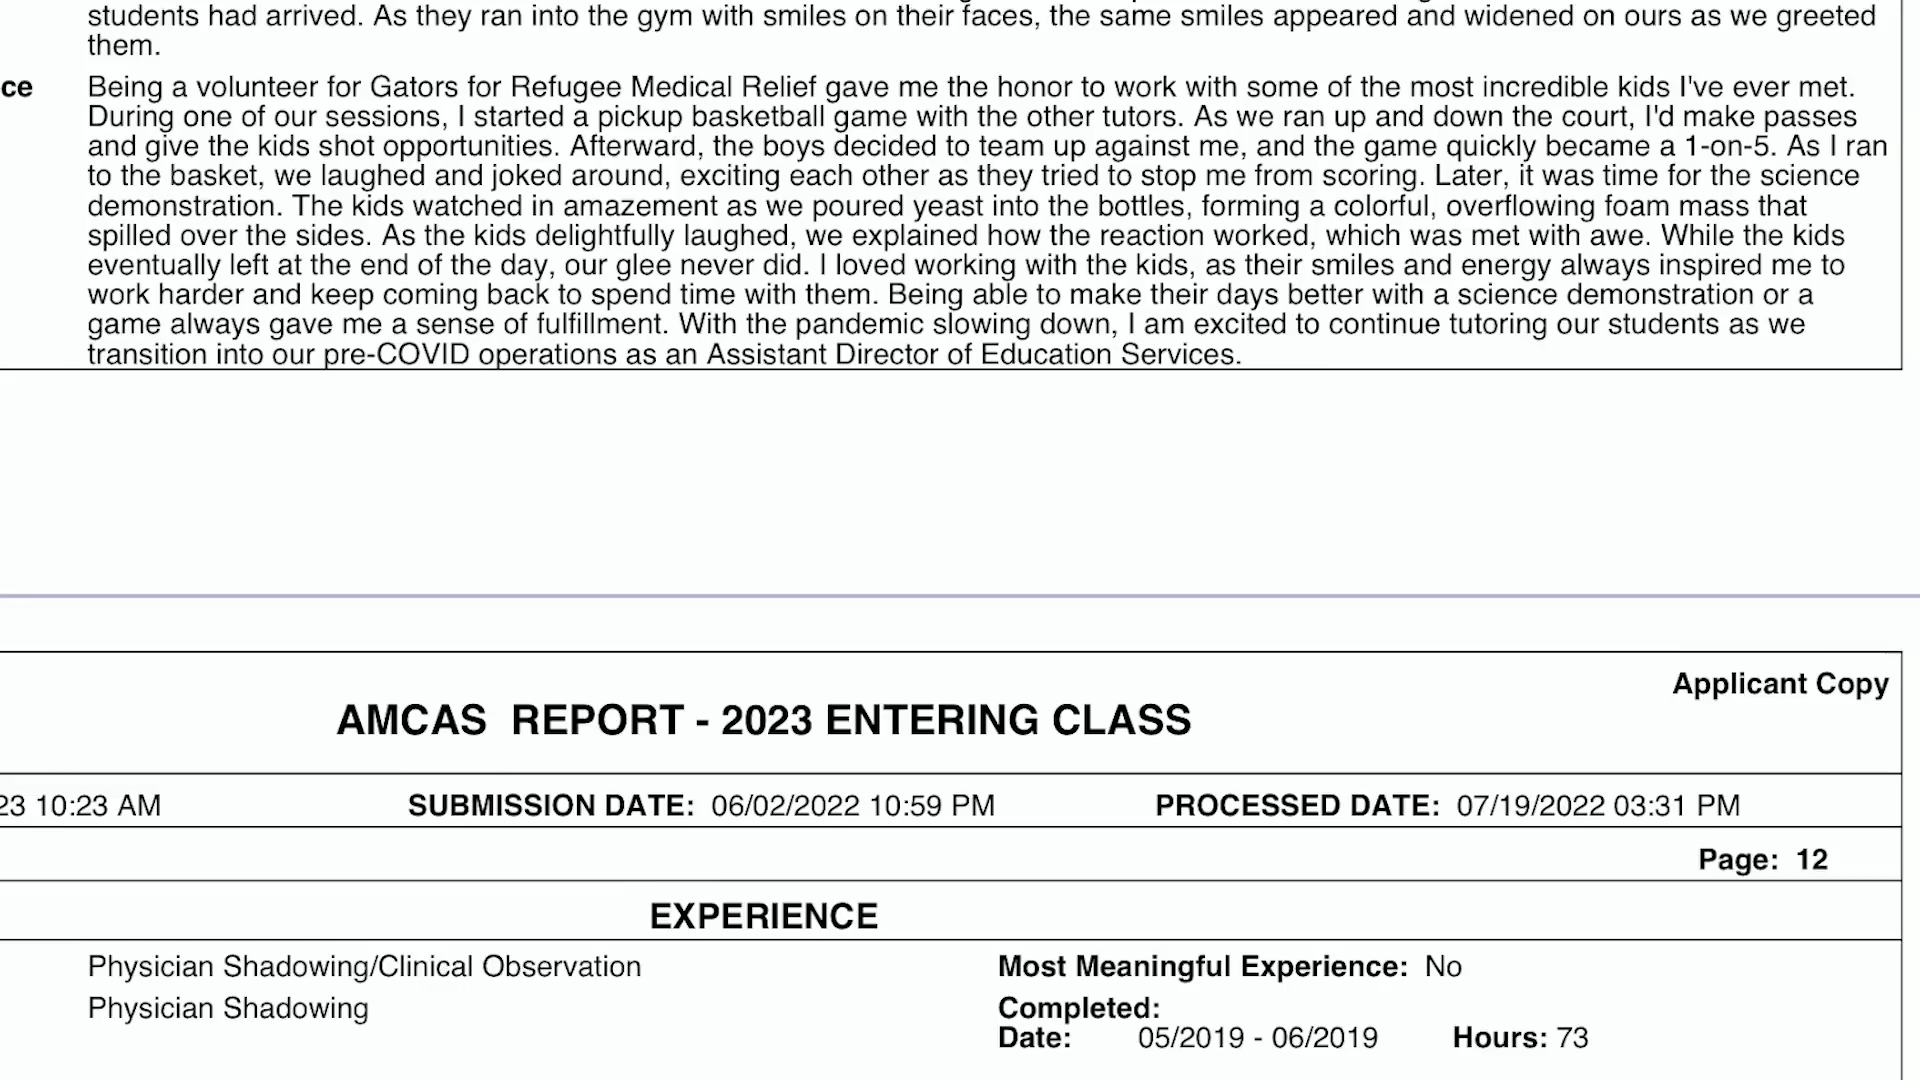 students had arrived. As they ran into the gym with smiles on their faces, the same smiles appeared and widened on ours as we greeted
them.
ce Being a volunteer for Gators for Refugee Medical Relief gave me the honor to work with some of the most incredible kids I've ever met.
During one of our sessions, I started a pickup basketball game with the other tutors. As we ran up and down the court, I'd make passes
and give the kids shot opportunities. Afterward, the boys decided to team up against me, and the game quickly became a 1-on-5. As I ran
to the basket, we laughed and joked around, exciting each other as they tried to stop me from scoring. Later, it was time for the science
demonstration. The kids watched in amazement as we poured yeast into the bottles, forming a colorful, overflowing foam mass that
spilled over the sides. As the kids delightfully laughed, we explained how the reaction worked, which was met with awe. While the kids
eventually left at the end of the day, our glee never did. I loved working with the kids, as their smiles and energy always inspired me to
work harder and keep coming back to spend time with them. Being able to make their days better with a science demonstration or a
game always gave me a sense of fulfillment. With the pandemic slowing down, I am excited to continue tutoring our students as we
transition into our pre-COVID operations as an Assistant Director of Education Services.
Applicant Copy
AMCAS REPORT - 2023 ENTERING CLASS
23 10:23 AM SUBMISSION DATE: 06/02/2022 10:59 PM PROCESSED DATE: 07/19/2022 03:31 PM
Page: 12
EXPERIENCE
Physician Shadowing/Clinical Observation Most Meaningful Experience: No
Physician Shadowing Completed:
Date: 05/2019 - 06/2019 Hours: 73